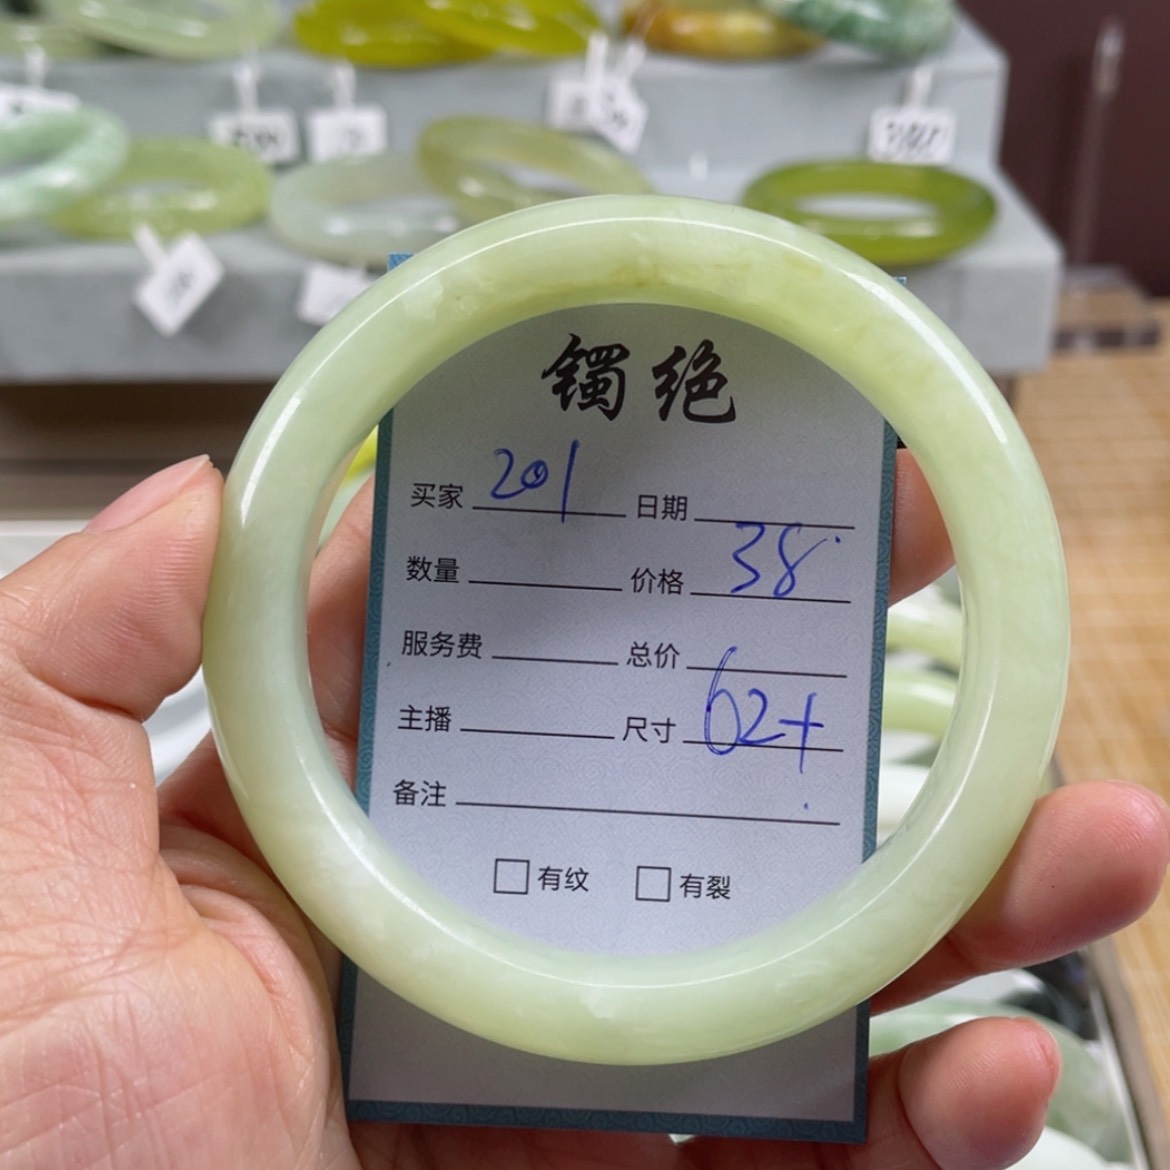 镯绝
买家 201 日期
数量 价格 38
服务费 总价
主播 尺寸 62+
备注
□ 有纹 □ 有裂